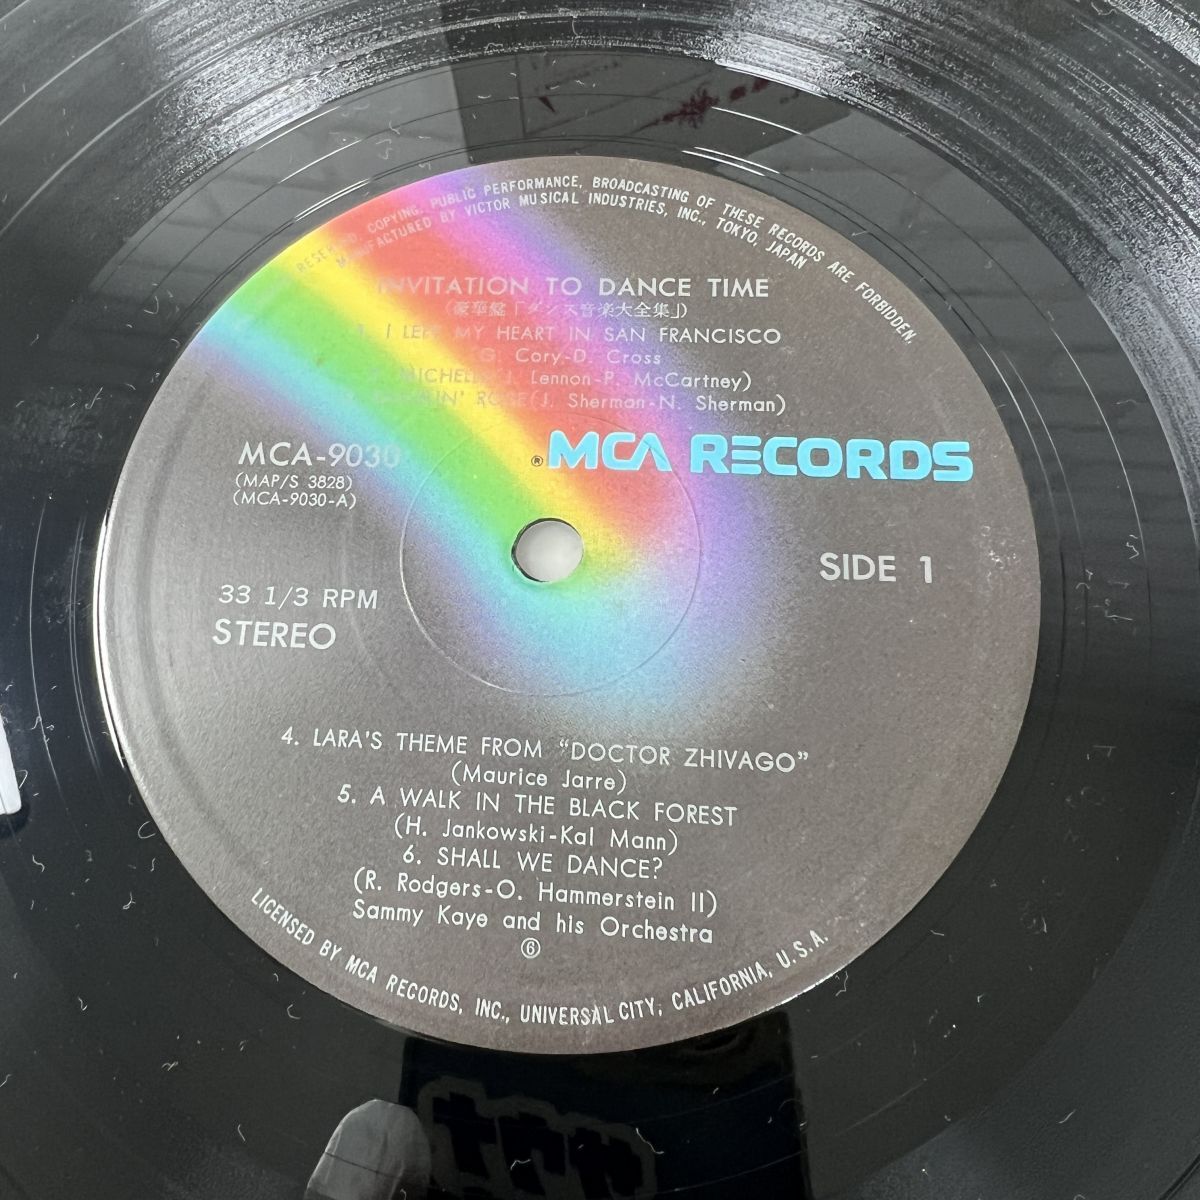 RESERVED. COPYING, PUBLIC PERFORMANCE, BROADCASTING OF THESE RECORDS ARE FORBIDDEN.
MANUFACTURED BY VICTOR MUSICAL INDUSTRIES, INC., TOKYO, JAPAN
INVITATION TO DANCE TIME
(豪華盤「ダンス音楽大全集」)
1. I LEFT MY HEART IN SAN FRANCISCO
G. Cory-D. Cross
MICHELLE(J. Lennon-P. McCartney)
ROSE(J. Sherman-N. Sherman)
MCA-9030
®MCA RECORDS
(MAP/S 3828)
(MCA-9030-A)
SIDE 1
33 1/3 RPM
STEREO
4. LARA'S THEME FROM "DOCTOR ZHIVAGO"
(Maurice Jarre)
5. A WALK IN THE BLACK FOREST
(H. Jankowski-Kal Mann)
6. SHALL WE DANCE?
(R. Rodgers-O. Hammerstein II)
Sammy Kaye and his Orchestra
⑥
LICENSED BY MCA RECORDS, INC., UNIVERSAL CITY, CALIFORNIA, U.S.A.